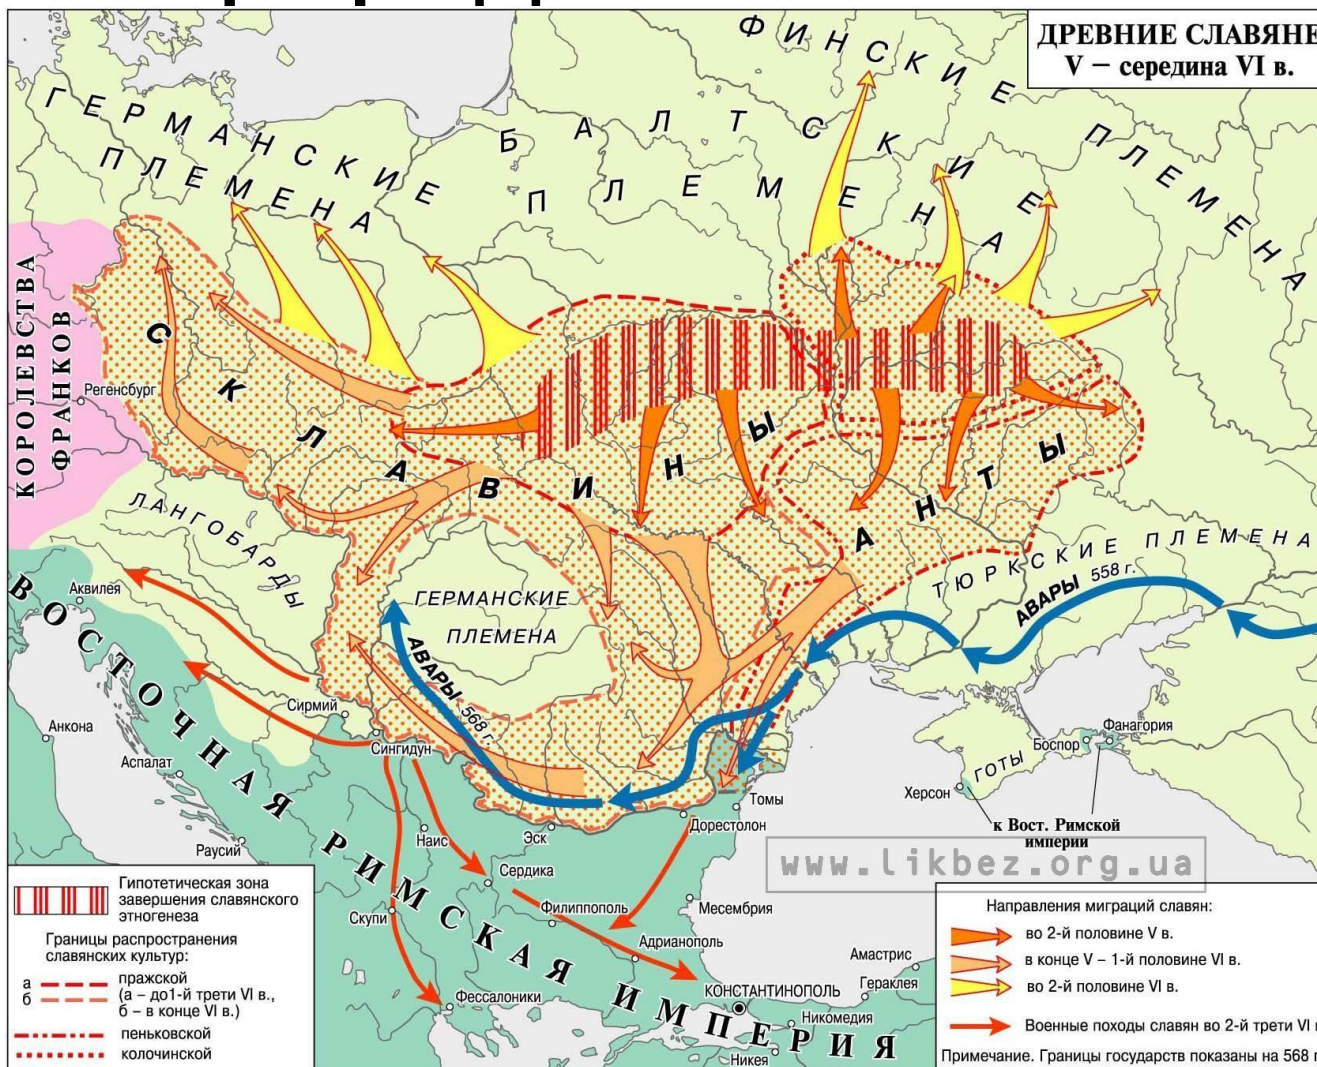 ДРЕВНИЕ СЛАВЯНЕ
V – середина VI в.
ФИНСКИЕ ПЛЕМЕНА
ГЕРМАНСКИЕ
ПЛЕМЕНА
БАЛТСКИЕ
ПЛЕМЕНА
КОРОЛЕВСТВА
ФРАНКОВ
Регенсбург
СКЛАВИНЫ
АНТЫ
ЛАНГОБАРДЫ
ГЕРМАНСКИЕ
ПЛЕМЕНА
ТЮРКСКИЕ ПЛЕМЕНА
АВАРЫ 558 г.
АВАРЫ 568 г.
ВОСТОЧНАЯ РИМСКАЯ ИМПЕРИЯ
Аквилея
Анкона
Аспалат
Раусий
Сирмий
Сингидун
Наис
Эск
Сердика
Скупи
Филиппополь
Адрианополь
Фессалоники
Дорестолон
Томы
Месембрия
КОНСТАНТИНОПОЛЬ
Никомедия
Никея
Амастрис
Гераклея
Херсон
ГОТЫ
Боспор
Фанагория
к Вост. Римской
империи
www.likbez.org.ua
Гипотетическая зона
завершения славянского
этногенеза
Границы распространения
славянских культур:
а
б
пражской
(а – до1-й трети VI в.,
б – в конце VI в.)
пеньковской
колочинской
Направления миграций славян:
во 2-й половине V в.
в конце V – 1-й половине VI в.
во 2-й половине VI в.
Военные походы славян во 2-й трети VI
Примечание. Границы государств показаны на 568